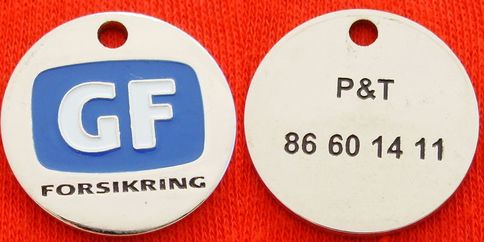 GF
FORSIKRING
P&T
86 60 14 11